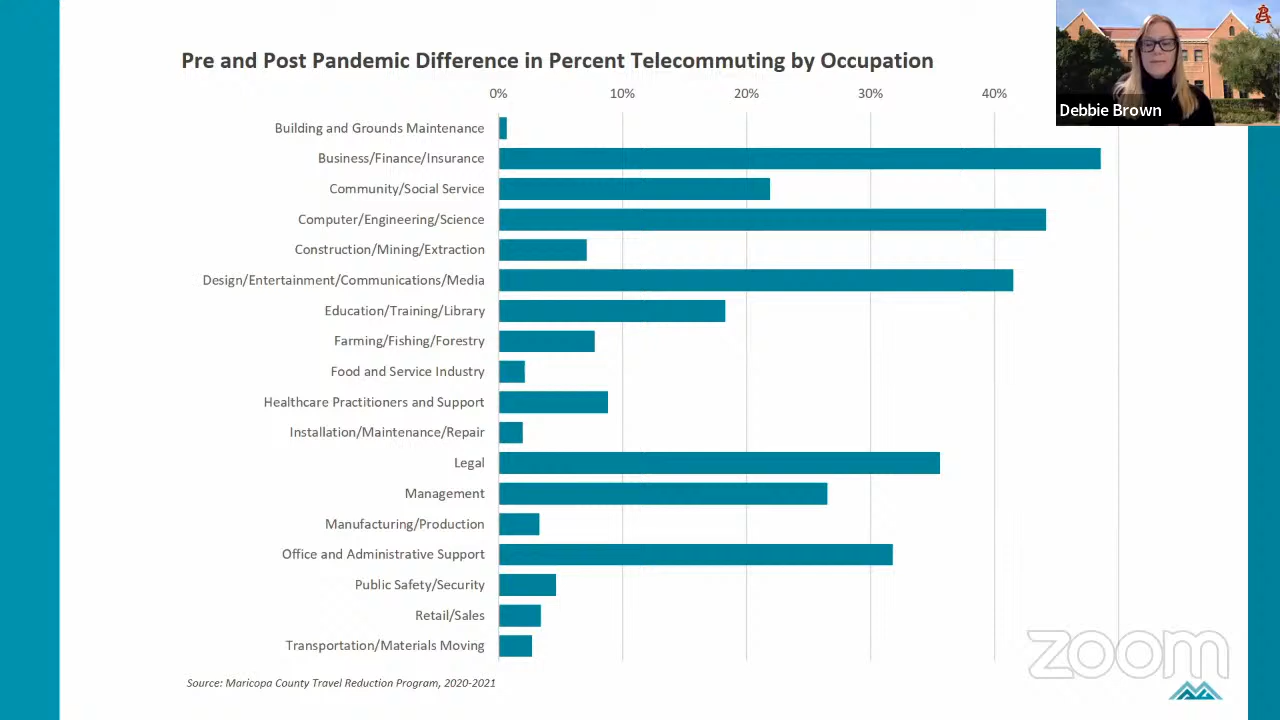 Pre and Post Pandemic Difference in Percent Telecommuting by Occupation
0% 10% 20% 30% 40%
Debbie Brown
Building and Grounds Maintenance
Business/Finance/Insurance
Community/Social Service
Computer/Engineering/Science
Construction/Mining/Extraction
Design/Entertainment/Communications/Media
Education/Training/Library
Farming/Fishing/Forestry
Food and Service Industry
Healthcare Practitioners and Support
Installation/Maintenance/Repair
Legal
Management
Manufacturing/Production
Office and Administrative Support
Public Safety/Security
Retail/Sales
Transportation/Materials Moving
zoom
Source: Maricopa County Travel Reduction Program, 2020-2021